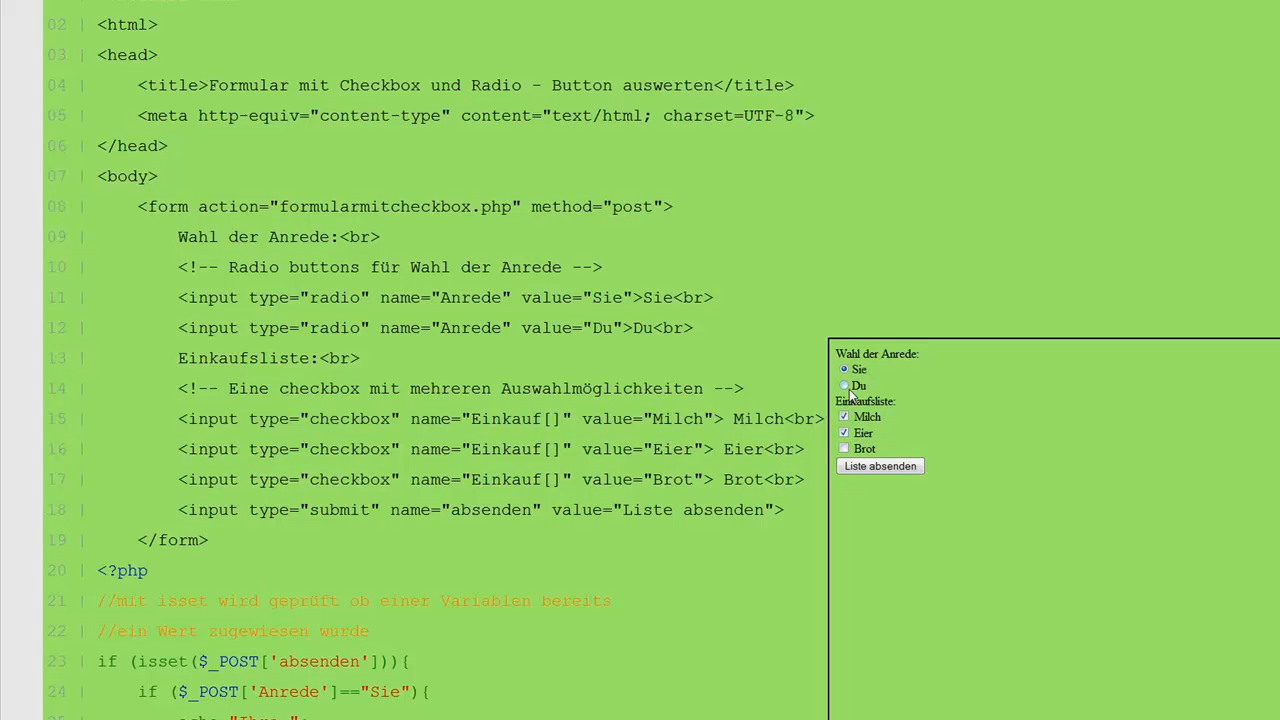 02 | <html>
03 | <head>
04 |     <title>Formular mit Checkbox und Radio - Button auswerten</title>
05 |     <meta http-equiv="content-type" content="text/html; charset=UTF-8">
06 | </head>
07 | <body>
08 |     <form action="formularmitcheckbox.php" method="post">
09 |         Wahl der Anrede:<br>
10 |         <!-- Radio buttons für Wahl der Anrede -->
11 |         <input type="radio" name="Anrede" value="Sie">Sie<br>
12 |         <input type="radio" name="Anrede" value="Du">Du<br>
13 |         Einkaufsliste:<br>
14 |         <!-- Eine checkbox mit mehreren Auswahlmöglichkeiten -->
15 |         <input type="checkbox" name="Einkauf[]" value="Milch"> Milch<br>
16 |         <input type="checkbox" name="Einkauf[]" value="Eier"> Eier<br>
17 |         <input type="checkbox" name="Einkauf[]" value="Brot"> Brot<br>
18 |         <input type="submit" name="absenden" value="Liste absenden">
19 |     </form>
20 | <?php
21 | //mit isset wird geprüft ob einer Variablen bereits
22 | //ein Wert zugewiesen wurde
23 | if (isset($_POST['absenden'])){
24 |     if ($_POST['Anrede']=="Sie"){
Wahl der Anrede:
Sie
Du
Einkaufsliste:
Milch
Eier
Brot
Liste absenden